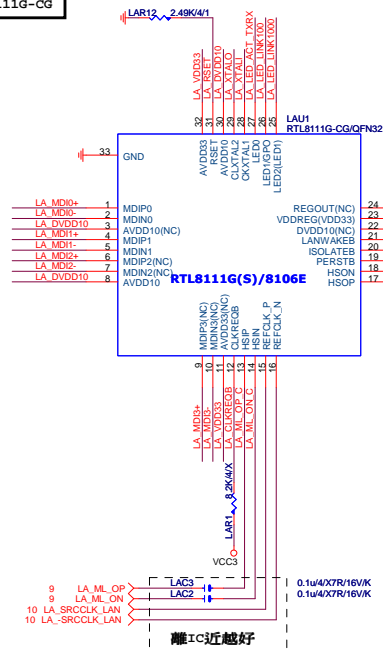 111G-CG
LAR12 2.49K/4/1
LA_VDD33
LA_RSET
LA_DVDD10
LA_XTALO
LA_XTALI
LA_LED_ACT_TXRX
LA_LED_LINK100
LA_LED_LINK1000
32 31 30 29 28 27 26 25
LAU1
RTL8111G-CG/QFN32
AVDD33
RSET
AVDD10
CLXTAL2
CKXTAL1
LED0
LED1/GPO
LED2(LED1)
33 GND
LA_MDI0+ 1 MDIP0
LA_MDI0- 2 MDIN0
LA_DVDD10 3 AVDD10(NC)
LA_MDI1+ 4 MDIP1
LA_MDI1- 5 MDIN1
LA_MDI2+ 6 MDIP2(NC)
LA_MDI2- 7 MDIN2(NC)
LA_DVDD10 8 AVDD10
REGOUT(NC) 24
VDDREG(VDD33) 23
DVDD10(NC) 22
LANWAKEB 21
ISOLATEB 20
PERSTB 19
HSON 18
HSOP 17
RTL8111G(S)/8106E
MDIP3(NC)
MDIN3(NC)
AVDD33(NC)
CLKREQB
HSIP
HSIN
REFCLK_P
REFCLK_N
9 10 11 12 13 14 15 16
LA_MDI3+
LA_MDI3-
LA_VDD33
LA_CLKREQB
LA_ML_OP_C
LA_ML_ON_C
LAR1 8.2K/4/X
VCC3
9 LA_ML_OP LAC3 0.1u/4/X7R/16V/K
9 LA_ML_ON LAC2 0.1u/4/X7R/16V/K
10 LA_SRCCLK_LAN
10 LA_-SRCCLK_LAN
離IC近越好